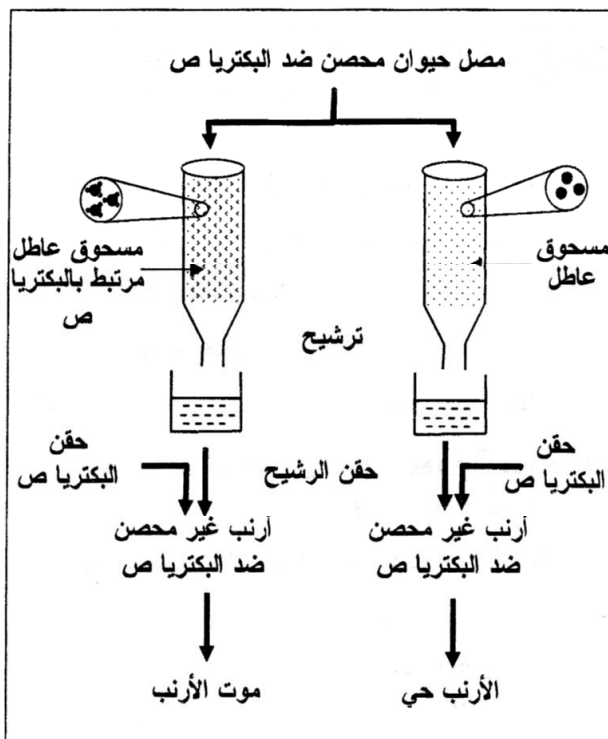 مصل حيوان محصن ضد البكتريا ص
مسحوق عاطل
مرتبط بالبكتريا
ص
مسحوق
عاطل
ترشيح
حقن
البكتريا ص
حقن الرشيح
حقن
البكتريا ص
أرنب غير محصن
ضد البكتريا ص
أرنب غير محصن
ضد البكتريا ص
موت الأرنب
الأرنب حي